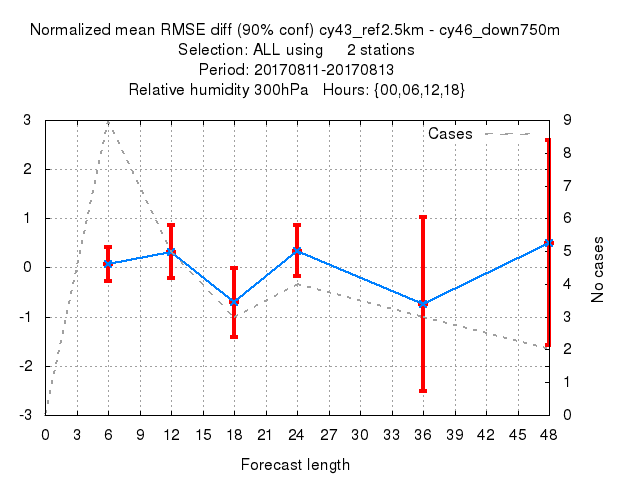 Normalized mean RMSE diff (90% conf) cy43_ref2.5km - cy46_down750m
Selection: ALL using 2 stations
Period: 20170811-20170813
Relative humidity 300hPa Hours: {00,06,12,18}
Cases
3
2
1
0
-1
-2
-3
9
8
7
6
5
4
3
2
1
0
No cases
0 3 6 9 12 15 18 21 24 27 30 33 36 39 42 45 48
Forecast length